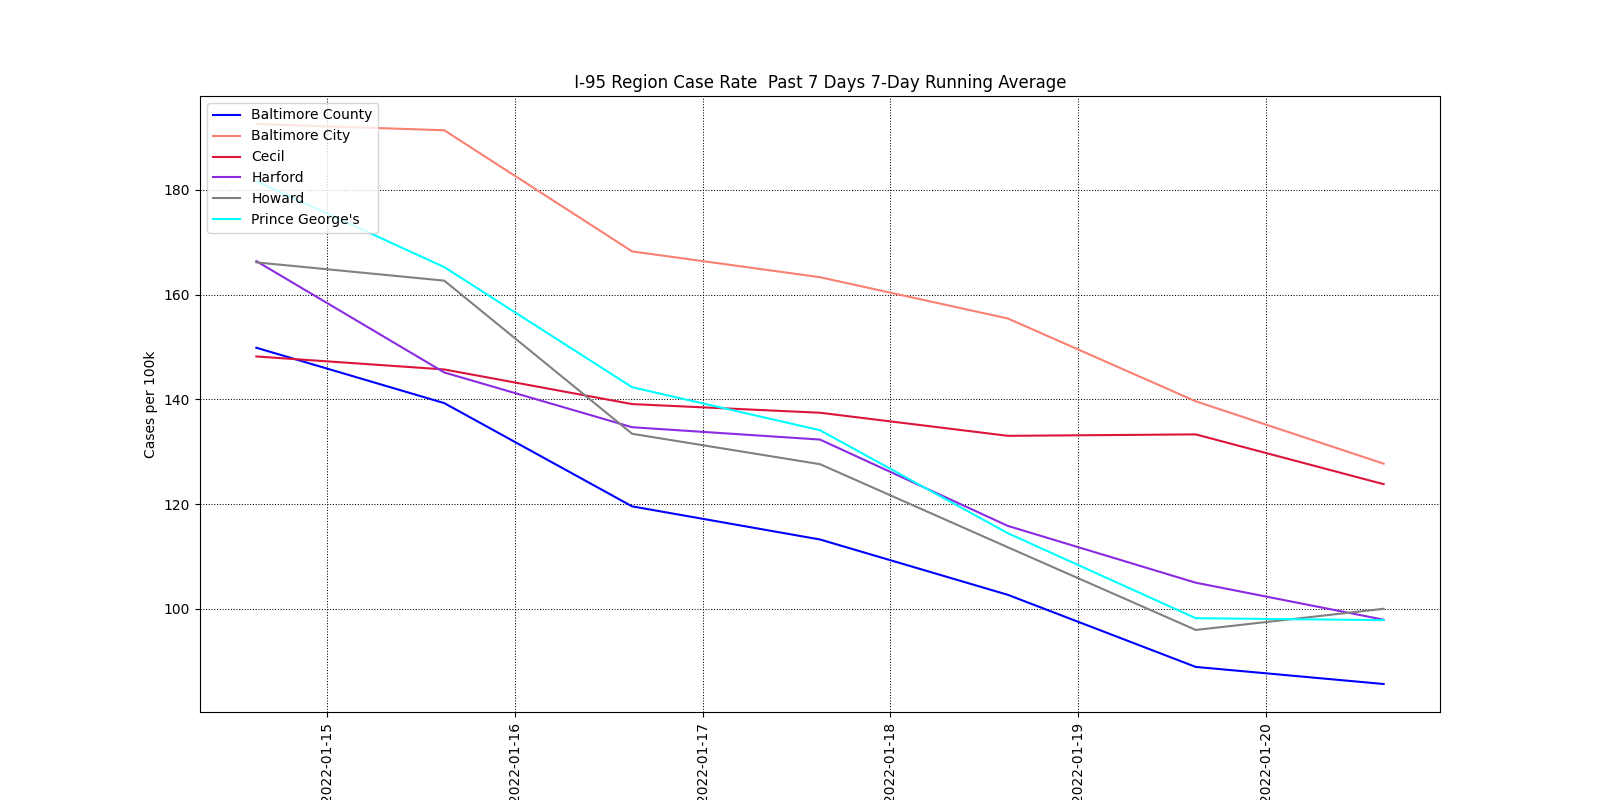 I-95 Region Case Rate  Past 7 Days 7-Day Running Average
Baltimore County
Baltimore City
Cecil
Harford
Howard
Prince George's
Cases per 100k
180
160
140
120
100
2022-01-15
2022-01-16
2022-01-17
2022-01-18
2022-01-19
2022-01-20